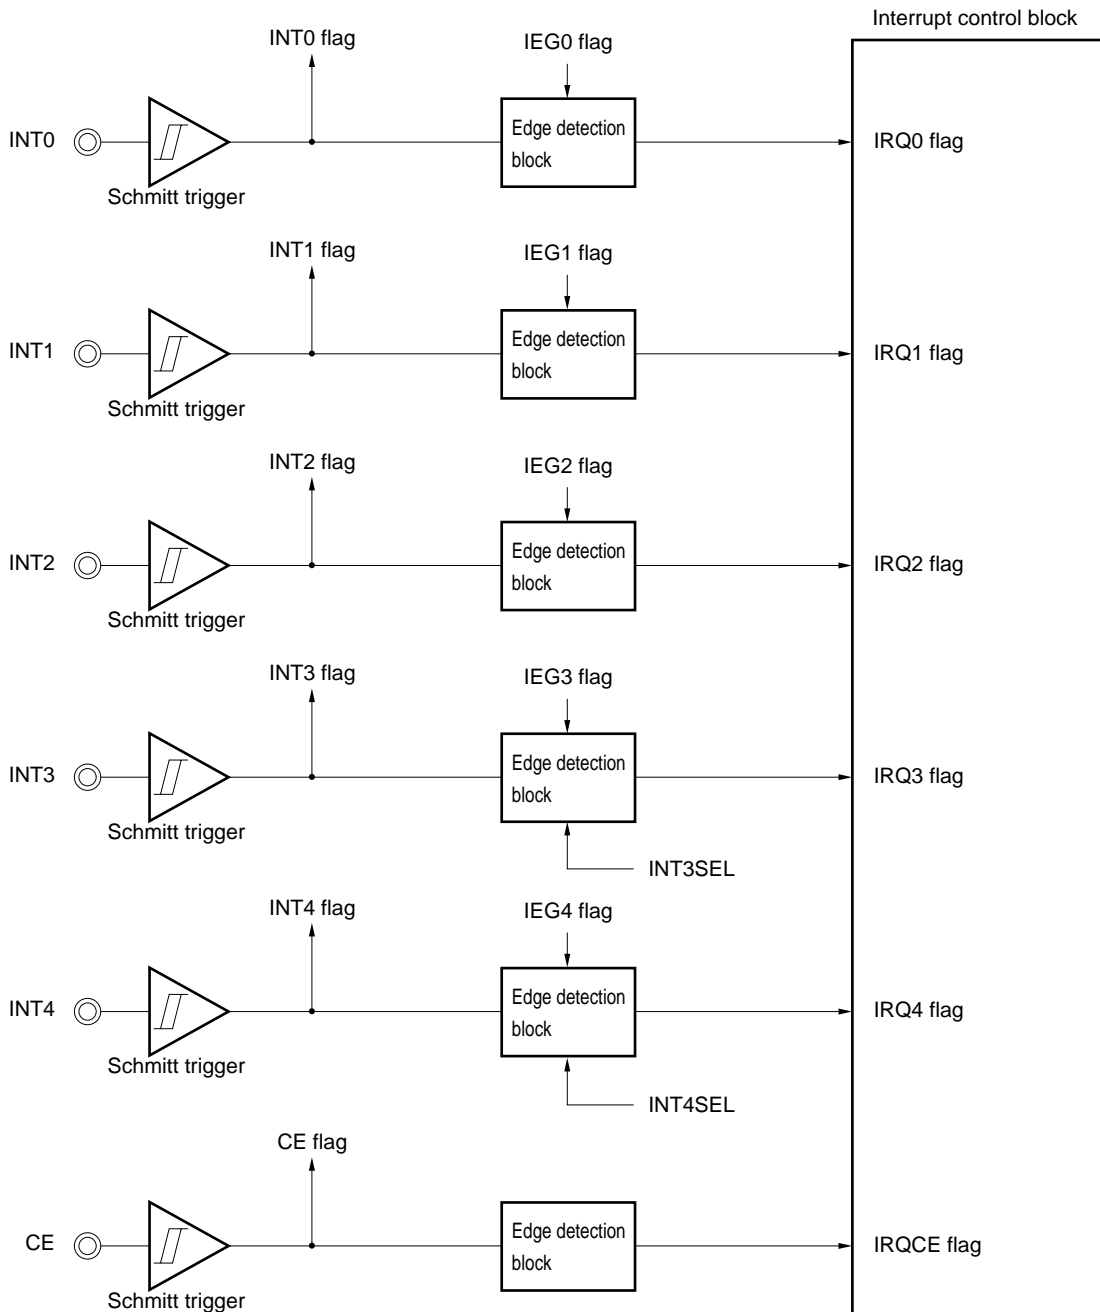 Interrupt control block
INT0 flag
IEG0 flag
INT0
Edge detection
block
IRQ0 flag
Schmitt trigger
INT1 flag
IEG1 flag
INT1
Edge detection
block
IRQ1 flag
Schmitt trigger
INT2 flag
IEG2 flag
INT2
Edge detection
block
IRQ2 flag
Schmitt trigger
INT3 flag
IEG3 flag
INT3
Edge detection
block
IRQ3 flag
Schmitt trigger
INT3SEL
INT4 flag
IEG4 flag
INT4
Edge detection
block
IRQ4 flag
Schmitt trigger
INT4SEL
CE flag
CE
Edge detection
block
IRQCE flag
Schmitt trigger